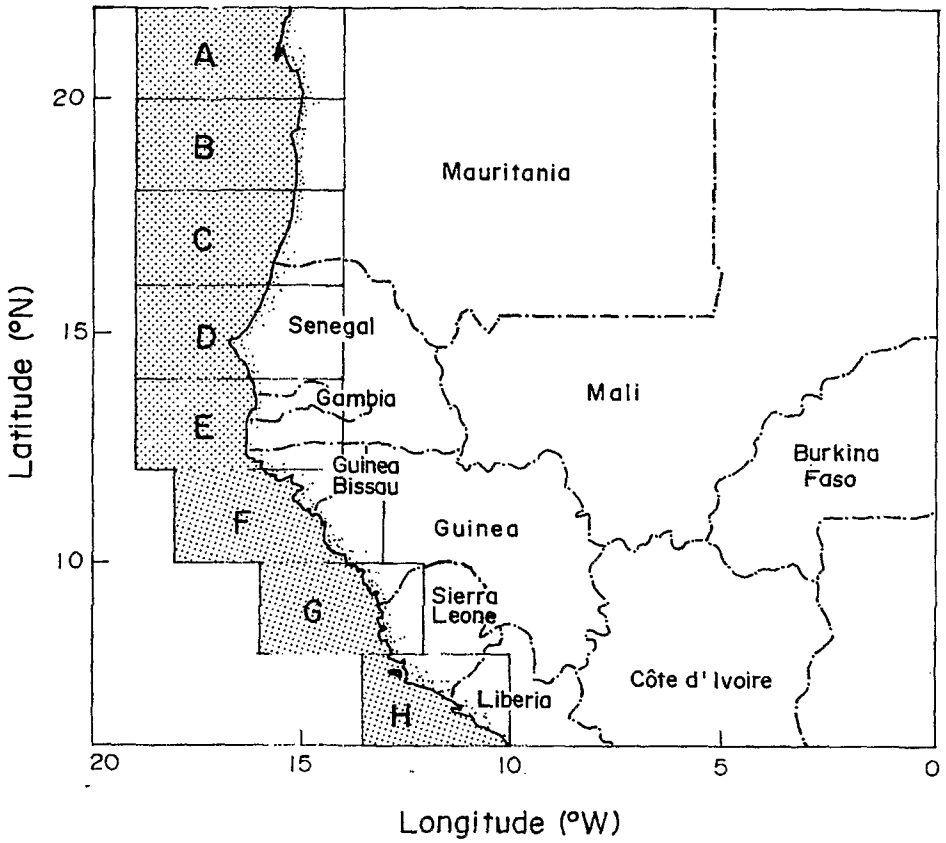 A
20
B
Mauritania
C
Senegal
D
15
Gambia
Mali
E
Guinea
Bissau
Burkina
Faso
F
Guinea
10
Sierra
Leone
G
Côte d'Ivoire
Liberia
H
20
15
10
5
0
Latitude (°N)
Longitude (°W)